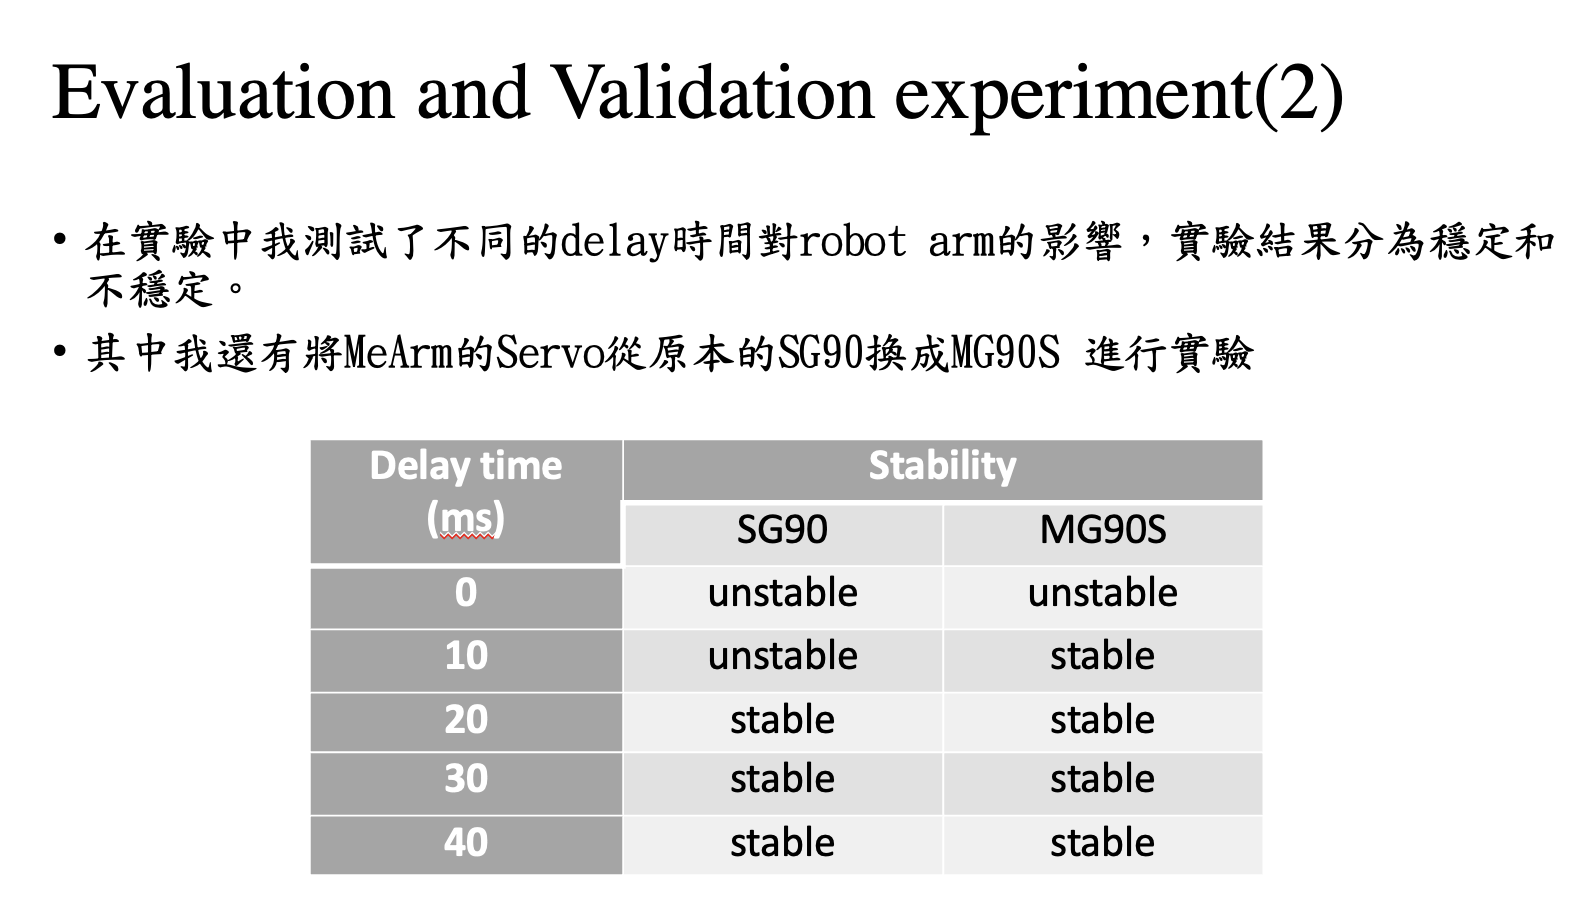 Evaluation and Validation experiment(2)
• 在實驗中我測試了不同的delay時間對robot arm的影響，實驗結果分為穩定和
不穩定。
• 其中我還有將MeArm的Servo從原本的SG90換成MG90S 進行實驗
Delay time
(ms)
Stability
SG90 MG90S
0 unstable unstable
10 unstable stable
20 stable stable
30 stable stable
40 stable stable